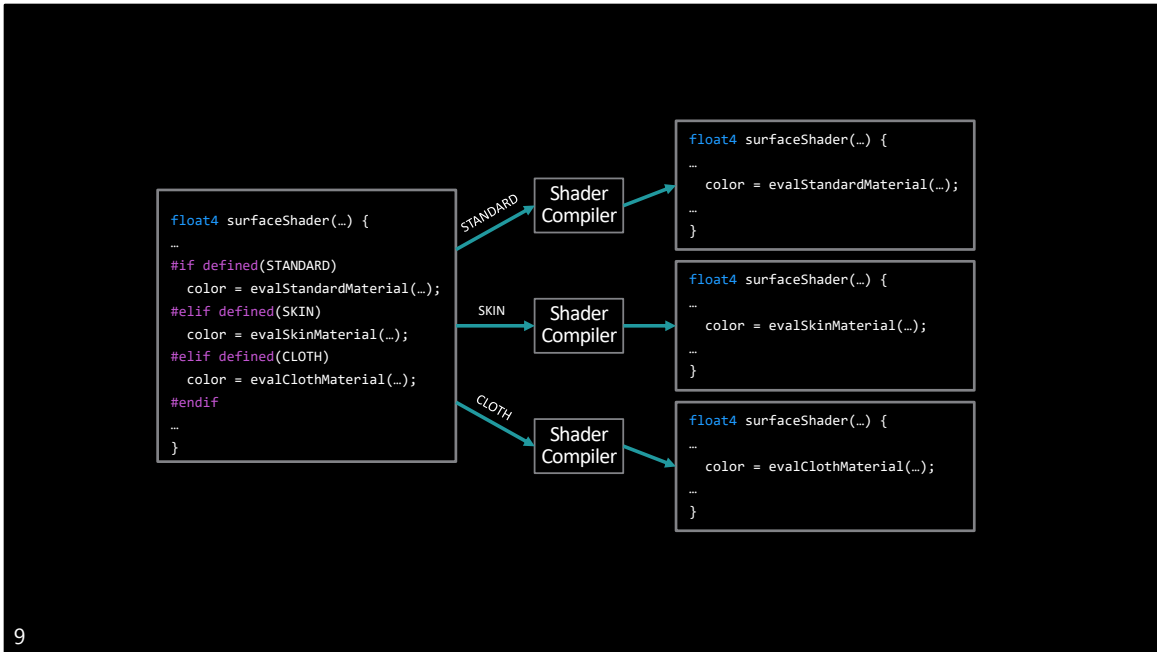 float4 surfaceShader(…) {
…
#if defined(STANDARD)
  color = evalStandardMaterial(…);
#elif defined(SKIN)
  color = evalSkinMaterial(…);
#elif defined(CLOTH)
  color = evalClothMaterial(…);
#endif
…
}
STANDARD
Shader
Compiler
float4 surfaceShader(…) {
…
  color = evalStandardMaterial(…);
…
}
SKIN
Shader
Compiler
float4 surfaceShader(…) {
…
  color = evalSkinMaterial(…);
…
}
CLOTH
Shader
Compiler
float4 surfaceShader(…) {
…
  color = evalClothMaterial(…);
…
}
9